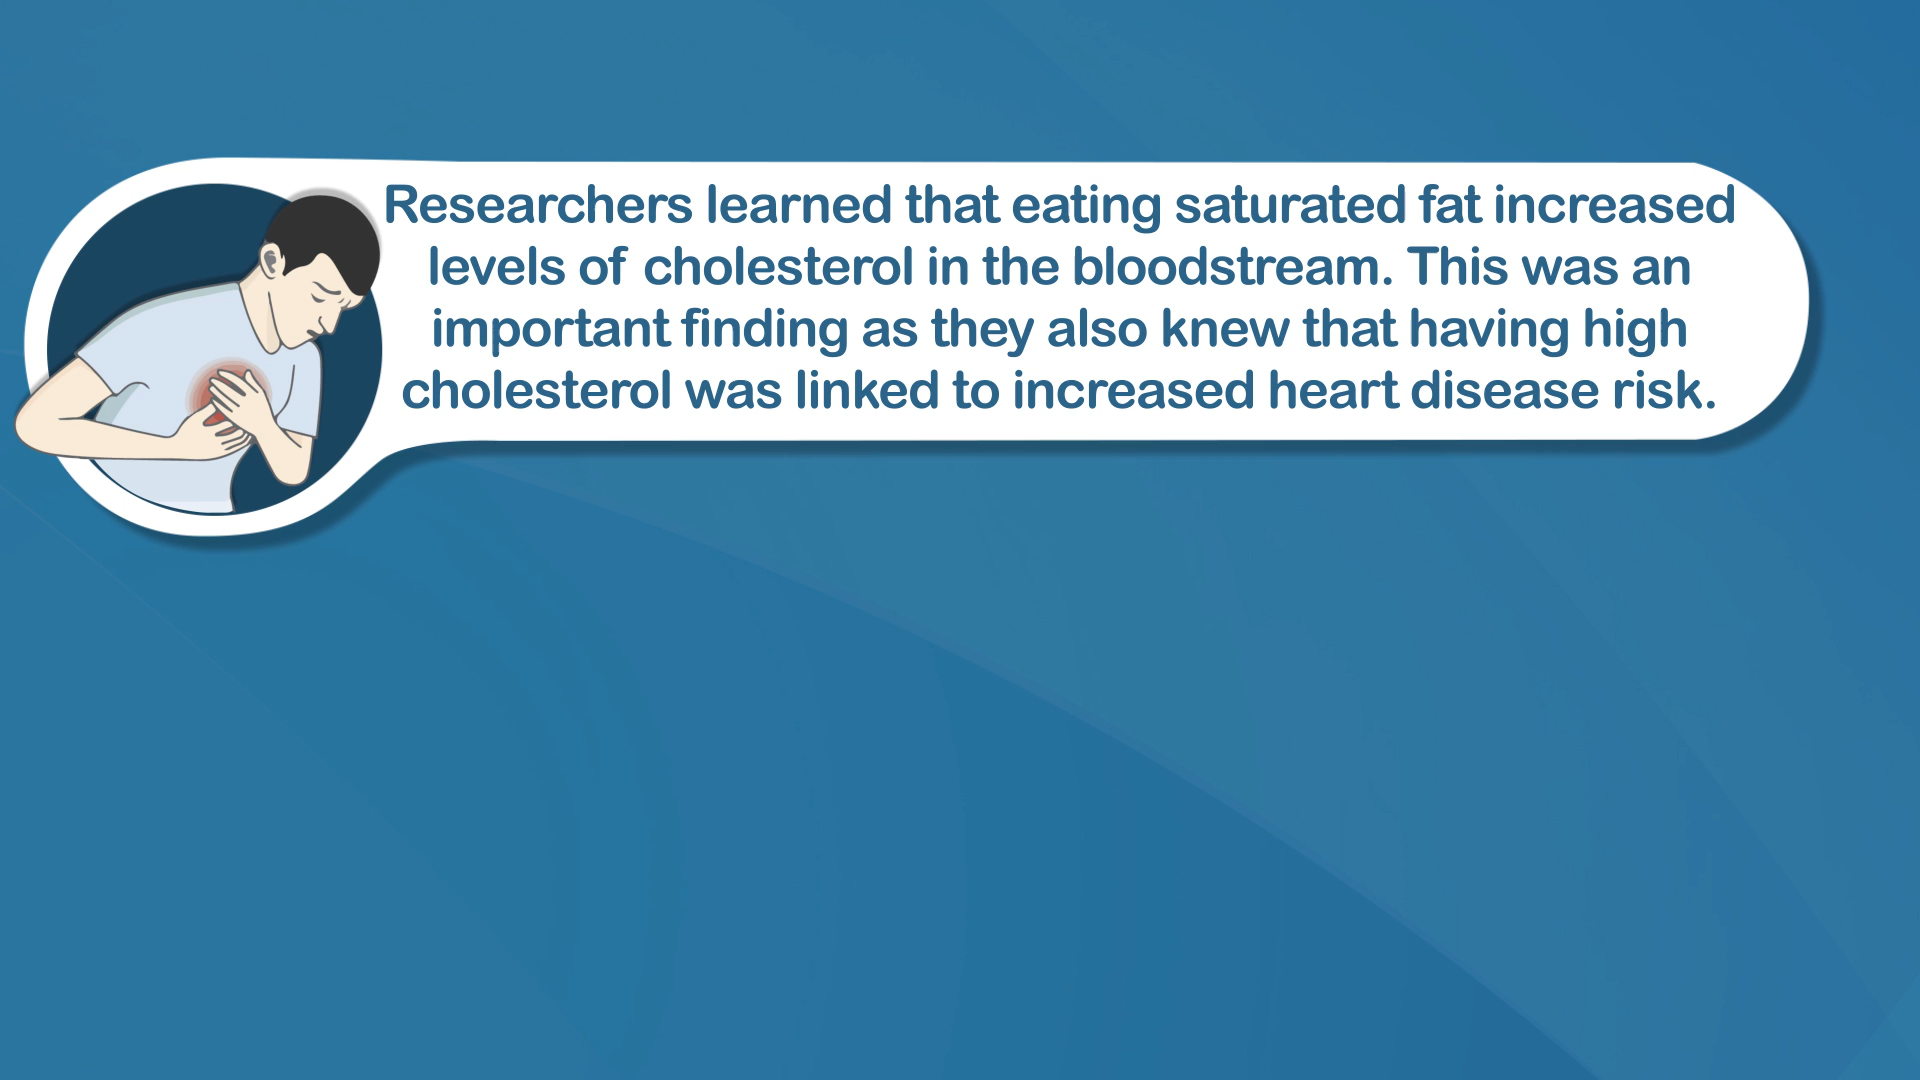 Researchers learned that eating saturated fat increased
levels of cholesterol in the bloodstream. This was an
important finding as they also knew that having high
cholesterol was linked to increased heart disease risk.